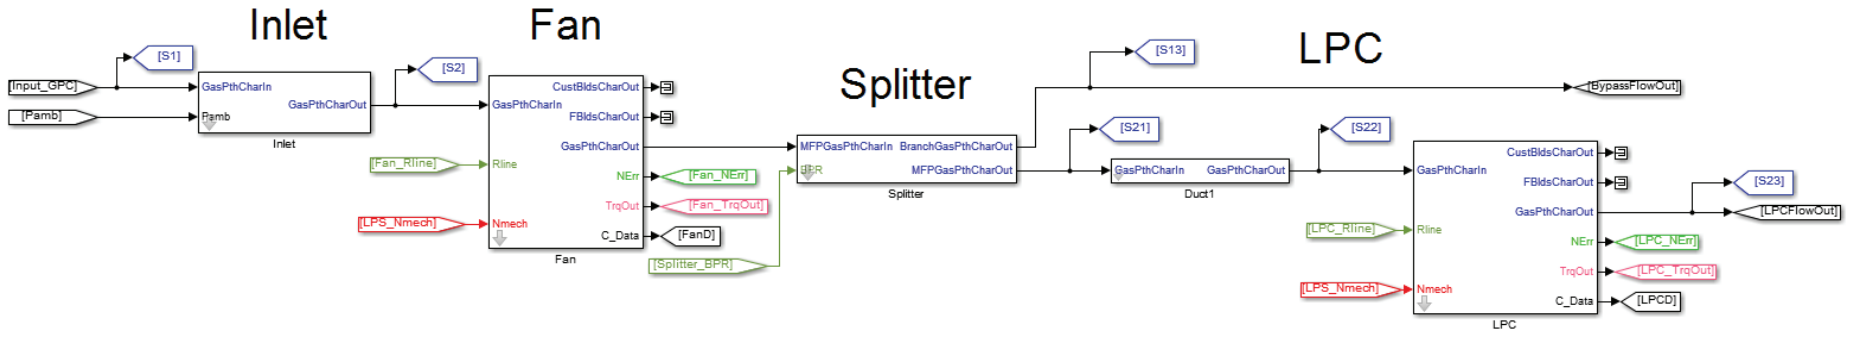 Inlet
Fan
Splitter
LPC
[Input_GPC]
[S1]
[Pamb]
GasPthCharIn
GasPthCharOut
Pamb
Inlet
[S2]
[Fan_Rline]
[LPS_Nmech]
GasPthCharIn
Rline
Nmech
CustBldsCharOut
FBldsCharOut
GasPthCharOut
NErr
TrqOut
C_Data
Fan
[Fan_NErr]
[Fan_TrqOut]
[FanD]
[Splitter_BPR]
MFPGasPthCharIn
BranchGasPthCharOut
BPR
MFPGasPthCharOut
Splitter
[S13]
[BypassFlowOut]
[S21]
GasPthCharIn
GasPthCharOut
Duct1
[S22]
[LPC_Rline]
[LPS_Nmech]
GasPthCharIn
Rline
Nmech
CustBldsCharOut
FBldsCharOut
GasPthCharOut
NErr
TrqOut
C_Data
LPC
[S23]
[LPCFlowOut]
[LPC_NErr]
[LPC_TrqOut]
[LPCD]